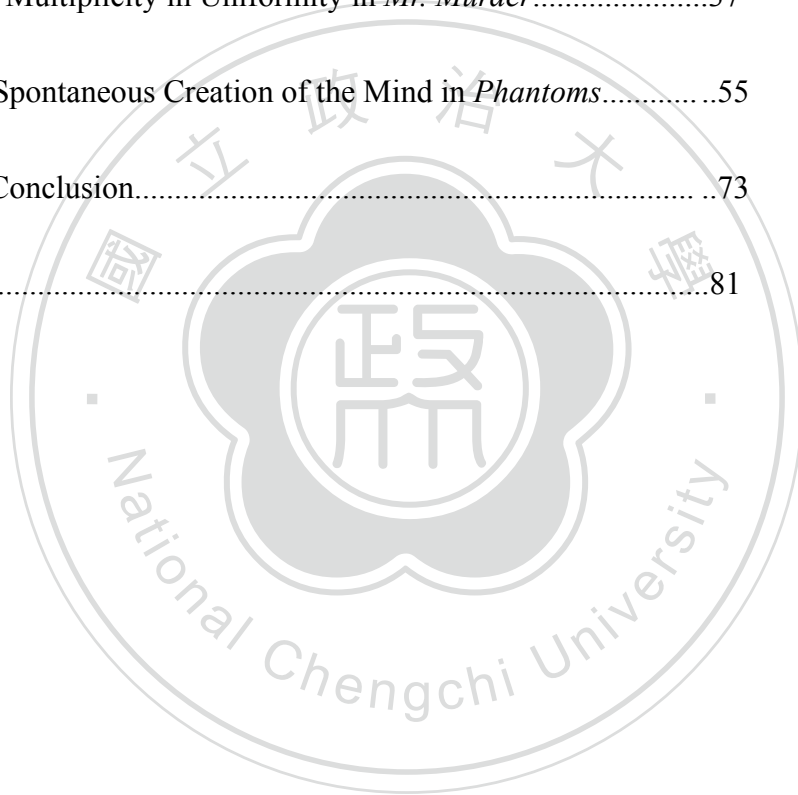 Multiplicity in Uniformity in Mr. Murder......................37
Spontaneous Creation of the Mind in Phantoms............ ..55
Conclusion...................................................................... ..73
.........................................................................................81
國立政治大學
政
National Chengchi University